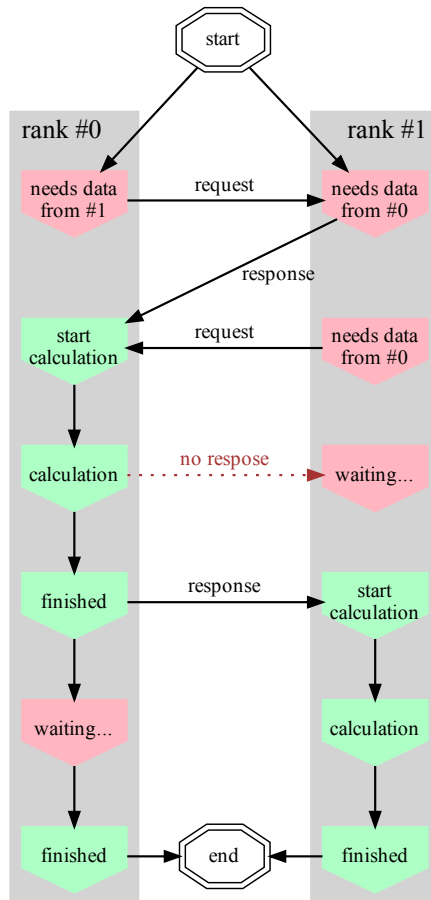 start
rank #0
rank #1
needs data
from #1
request
needs data
from #0
response
start
calculation
request
needs data
from #0
calculation
no respose
waiting...
finished
response
start
calculation
waiting...
calculation
finished
end
finished